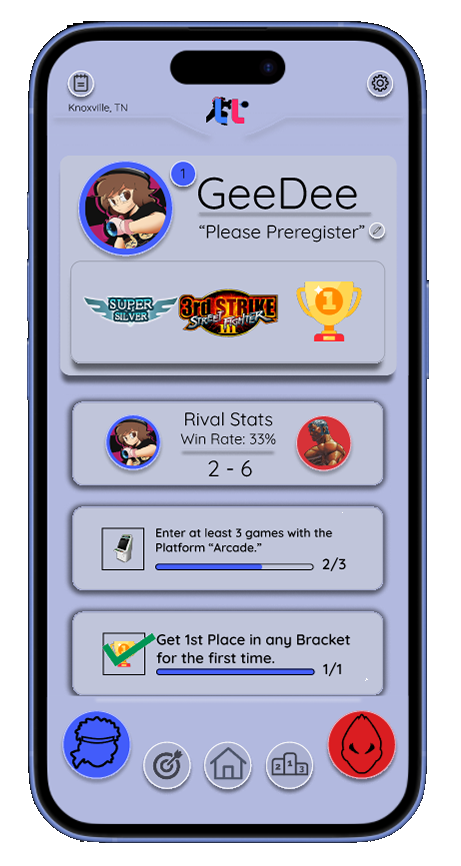 Knoxville, TN
tt
1
GeeDee
“Please Preregister”
SUPER
SILVER
3rd STRIKE
STREET FIGHTER
III
1
Rival Stats
Win Rate: 33%
2 - 6
Enter at least 3 games with the
Platform “Arcade.”
2/3
Get 1st Place in any Bracket
for the first time.
1/1
2 1 3